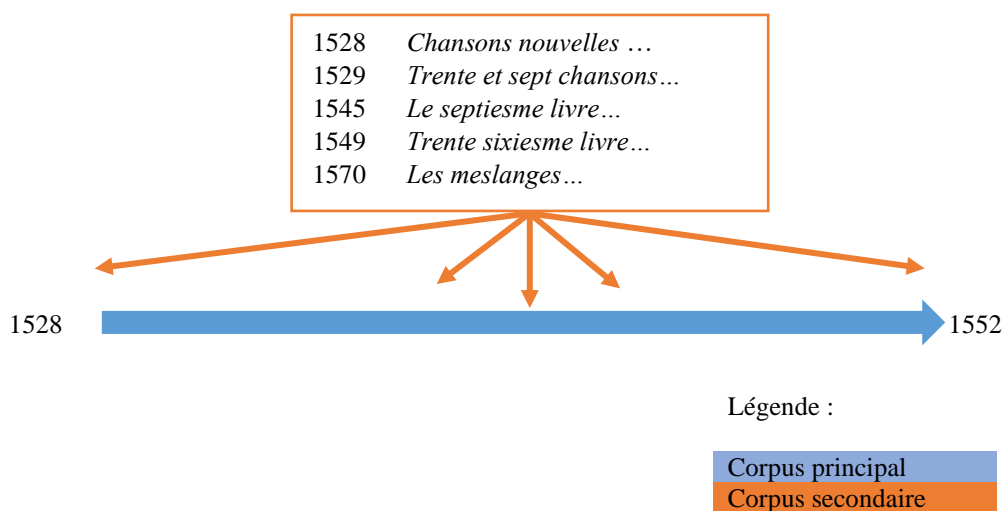 1528 Chansons nouvelles …
1529 Trente et sept chansons…
1545 Le septiesme livre…
1549 Trente sixiesme livre…
1570 Les meslanges…
1528 1552
Légende :
Corpus principal
Corpus secondaire